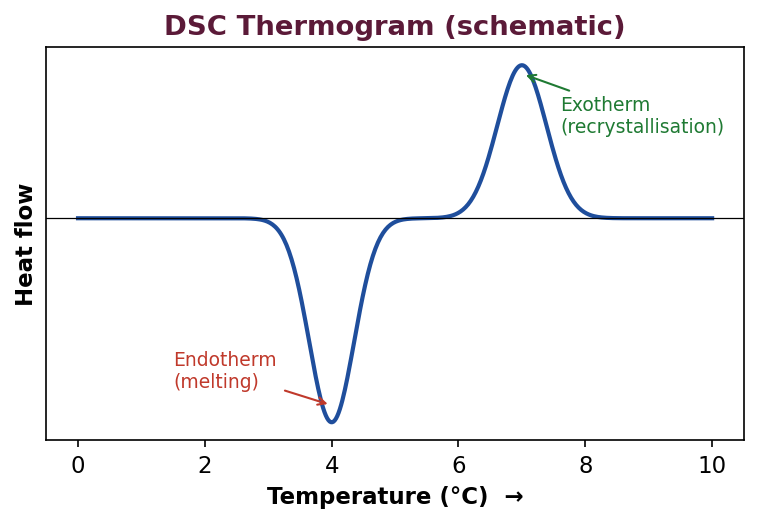 DSC Thermogram (schematic)
Exotherm
(recrystallisation)
Heat flow
Endotherm
(melting)
0 2 4 6 8 10
Temperature (°C) →